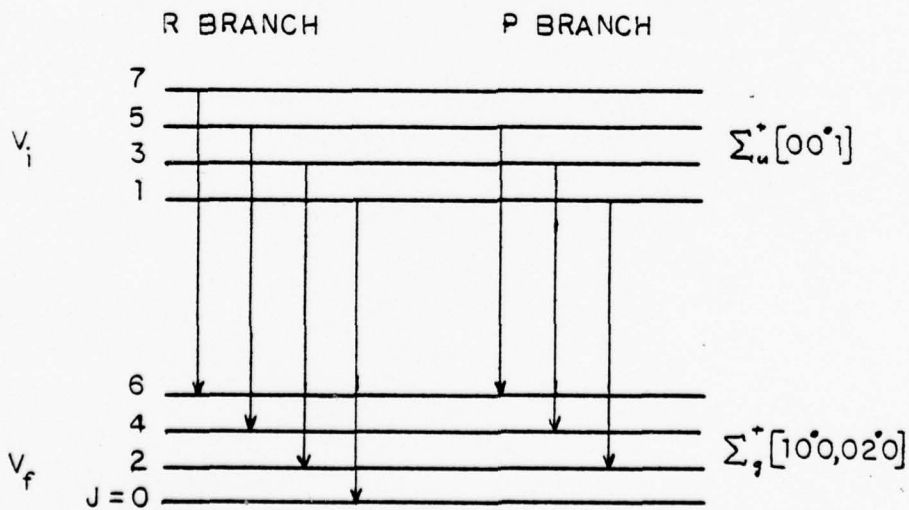 R BRANCH P BRANCH
7
5
V_i Σ_u^+[00°1]
3
1
6
4
V_f Σ_g^+[10°0,02°0]
2
J=0